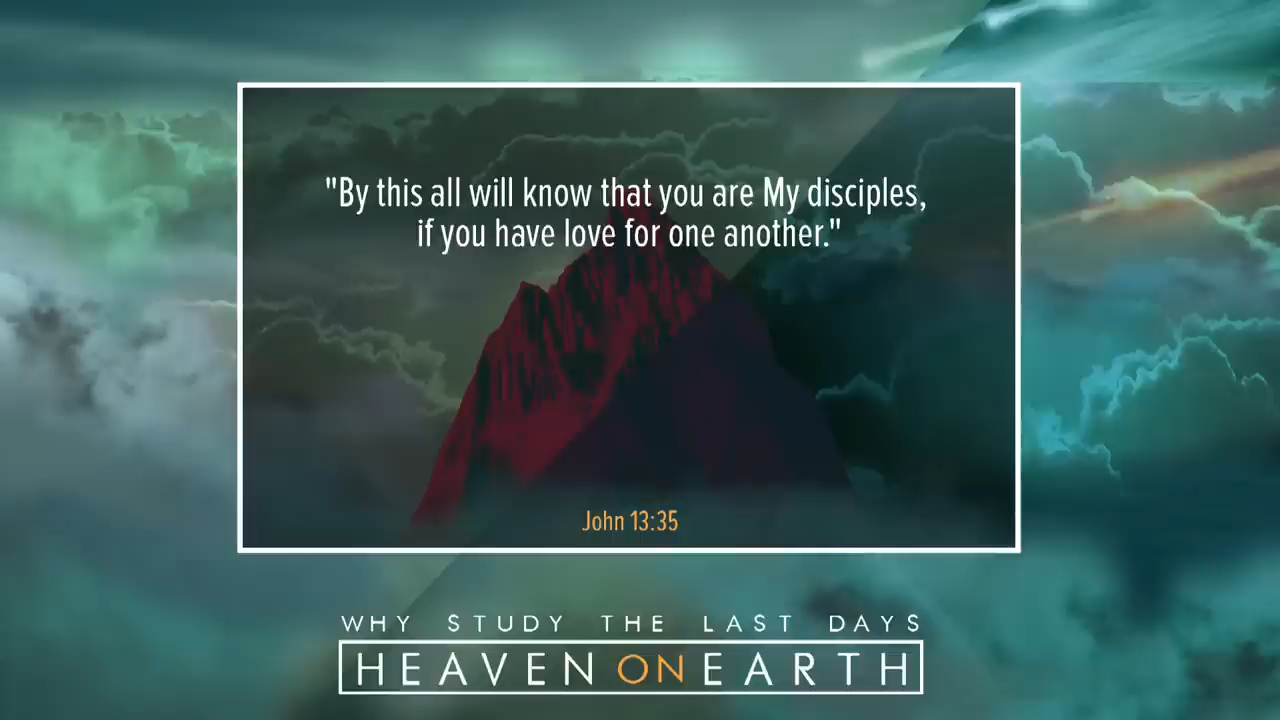 "By this all will know that you are My disciples,
if you have love for one another."
John 13:35
WHY STUDY THE LAST DAYS
HEAVEN ON EARTH